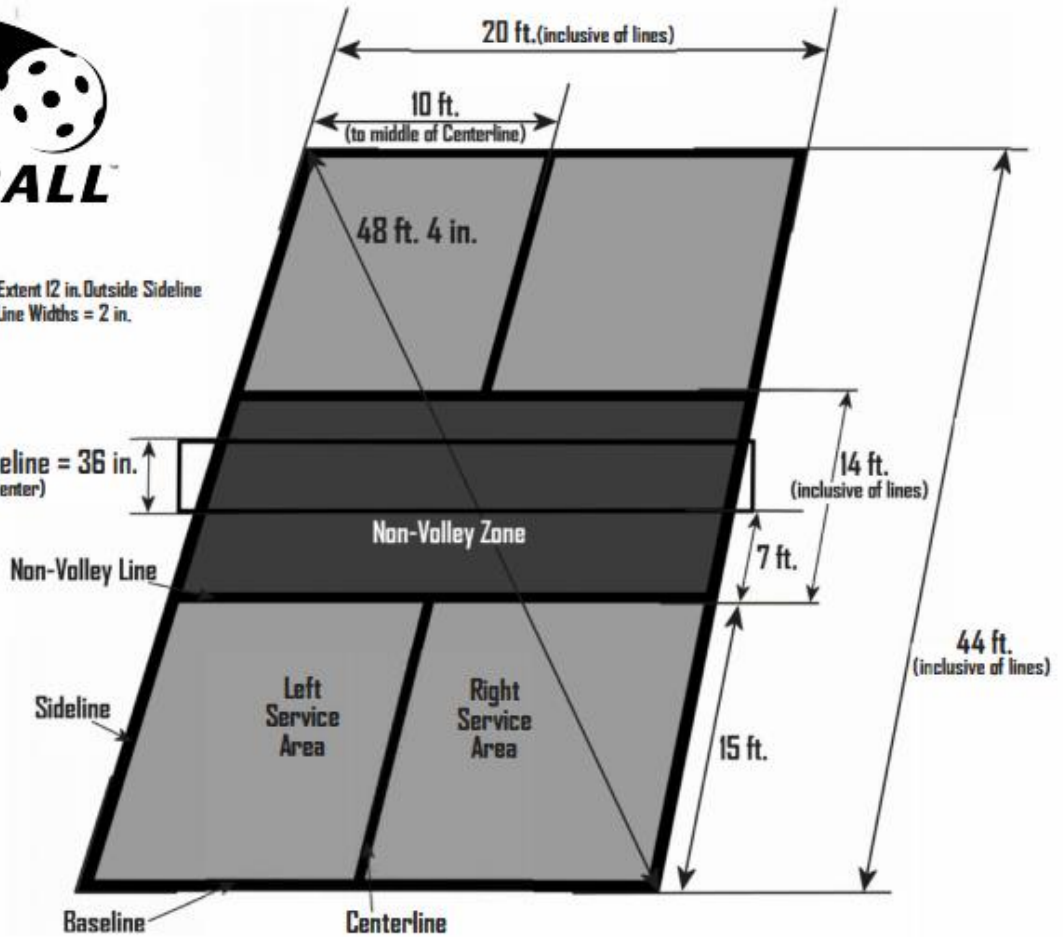 20 ft.(inclusive of lines)
10 ft.
(to middle of Centerline)
ALL
48 ft. 4 in.
Extent 12 in. Outside Sideline
Line Widths = 2 in.
= 36 in.
14 ft.
(inclusive of lines)
Non-Volley Zone
7 ft.
Non-Volley Line
44 ft.
(inclusive of lines)
Left
Service
Area
Right
Service
Area
Sideline
15 ft.
Baseline
Centerline